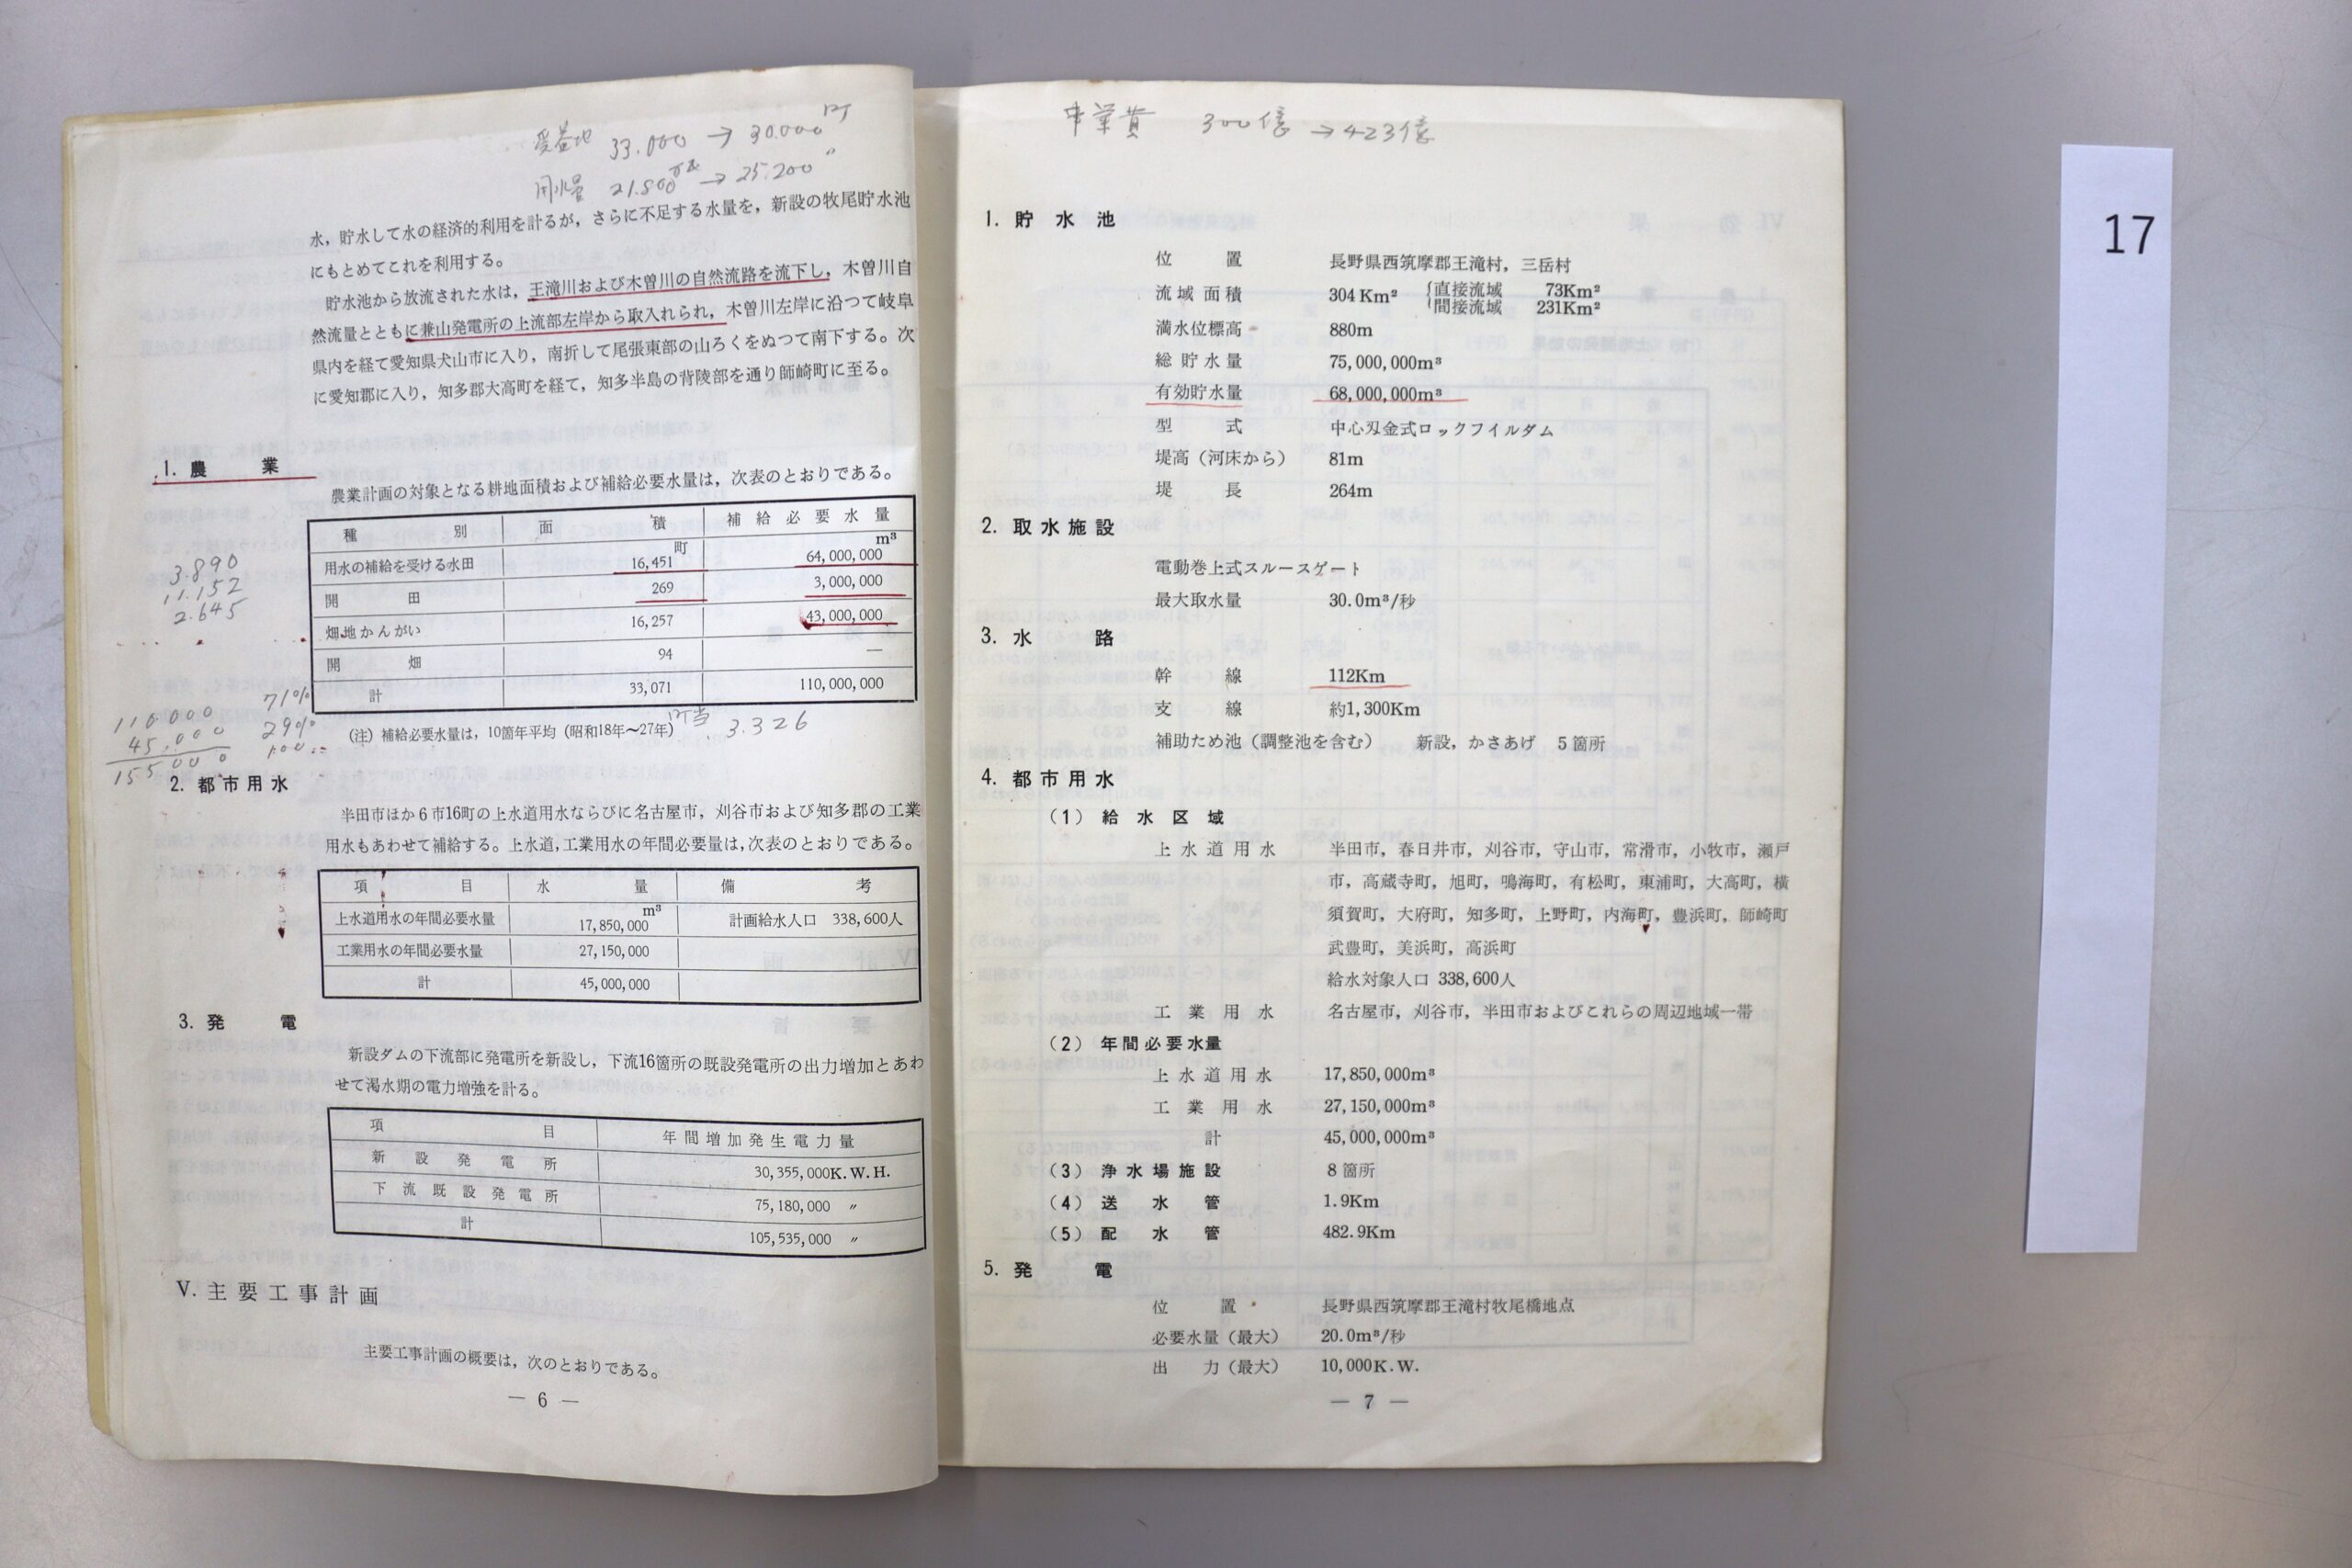 受益地 33.000 → 30.000町
用水量 21.800 → 25.200〃
水，貯水して水の経済的利用を計るが，さらに不足する水量を，新設の牧尾貯水池
にもとめてこれを利用する。
貯水池から放流された水は，王滝川および木曽川の自然流路を流下し，木曽川自
然流量とともに兼山発電所の上流部左岸から取入れられ，木曽川左岸に沿つて岐阜
県内を経て愛知県犬山市に入り，南折して尾張東部の山ろくをぬつて南下する。次
に愛知郡に入り，知多郡大高町を経て，知多半島の背陵部を通り師崎町に至る。
1. 農業
農業計画の対象となる耕地面積および補給必要水量は，次表のとおりである。
種別 面積 補給必要水量
用水の補給を受ける水田 16,451町 64,000,000m³
開田 269 3,000,000
畑地かんがい 16,257 43,000,000
開畑 94 —
計 33,071 110,000,000
3.890
11.152
2.645
(注) 補給必要水量は，10箇年平均（昭和18年〜27年）
町当 3.326
110.000 71%
45.000 29%
155.000 100..
2. 都市用水
半田市ほか6市16町の上水道用水ならびに名古屋市，刈谷市および知多郡の工業
用水もあわせて補給する。上水道,工業用水の年間必要量は,次表のとおりである。
項目 水量 備考
上水道用水の年間必要水量 17,850,000m³ 計画給水人口 338,600人
工業用水の年間必要水量 27,150,000
計 45,000,000
3. 発電
新設ダムの下流部に発電所を新設し，下流16箇所の既設発電所の出力増加とあわ
せて渇水期の電力増強を計る。
項目 年間増加発生電力量
新設発電所 30,355,000K.W.H.
下流既設発電所 75,180,000 〃
計 105,535,000 〃
V. 主要工事計画
主要工事計画の概要は，次のとおりである。
— 6 —
事業費 300億 → 423億
1. 貯水池
位置 長野県西筑摩郡王滝村，三岳村
流域面積 304Km² {直接流域 73Km²
間接流域 231Km²
満水位標高 880m
総貯水量 75,000,000m³
有効貯水量 68,000,000m³
型式 中心刃金式ロックフイルダム
堤高（河床から） 81m
堤長 264m
2. 取水施設
電動巻上式スルースゲート
最大取水量 30.0m³/秒
3. 水路
幹線 112Km
支線 約1,300Km
補助ため池（調整池を含む） 新設，かさあげ 5箇所
4. 都市用水
(1) 給水区域
上水道用水 半田市，春日井市，刈谷市，守山市，常滑市，小牧市，瀬戸
市，高蔵寺町，旭町，鳴海町，有松町，東浦町，大高町，横
須賀町，大府町，知多町，上野町，内海町，豊浜町，師崎町
武豊町，美浜町，高浜町
給水対象人口 338,600人
工業用水 名古屋市，刈谷市，半田市およびこれらの周辺地域一帯
(2) 年間必要水量
上水道用水 17,850,000m³
工業用水 27,150,000m³
計 45,000,000m³
(3) 浄水場施設 8箇所
(4) 送水管 1.9Km
(5) 配水管 482.9Km
5. 発電
位置 長野県西筑摩郡王滝村牧尾橋地点
必要水量（最大） 20.0m³/秒
出力（最大） 10,000K.W.
— 7 —
17